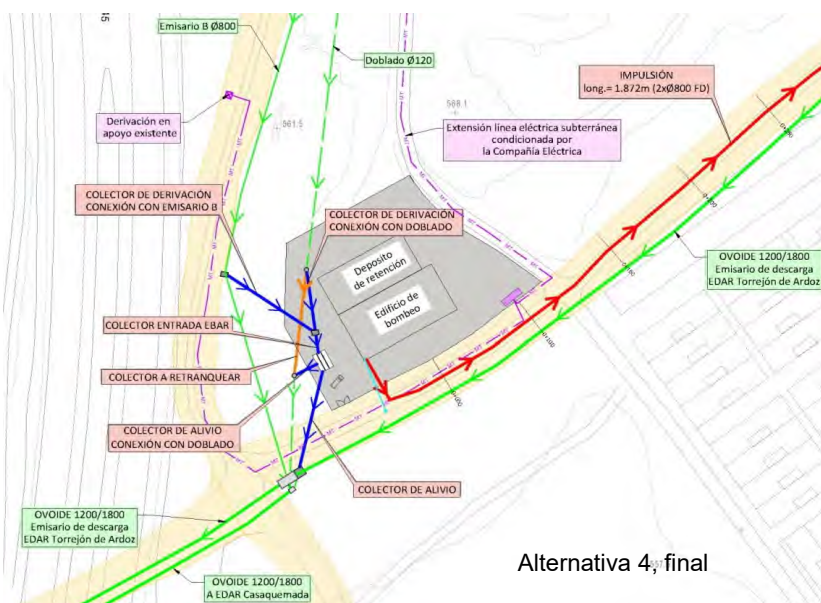 Emisario B Ø800
Doblado Ø120
IMPULSIÓN
long.= 1.872m (2xØ800 FD)
Derivación en
apoyo existente
561.5
568.1
Extensión línea eléctrica subterránea
condicionada por
la Compañía Eléctrica
COLECTOR DE DERIVACIÓN
CONEXIÓN CON EMISARIO B
COLECTOR DE DERIVACIÓN
CONEXIÓN CON DOBLADO
Deposito
de retención
Edificio de
bombeo
OVOIDE 1200/1800
Emisario de descarga
EDAR Torrejón de Ardoz
COLECTOR ENTRADA EBAR
COLECTOR A RETRANQUEAR
COLECTOR DE ALIVIO
CONEXIÓN CON DOBLADO
COLECTOR DE ALIVIO
OVOIDE 1200/1800
Emisario de descarga
EDAR Torrejón de Ardoz
OVOIDE 1200/1800
A EDAR Casaquemada
Alternativa 4, final